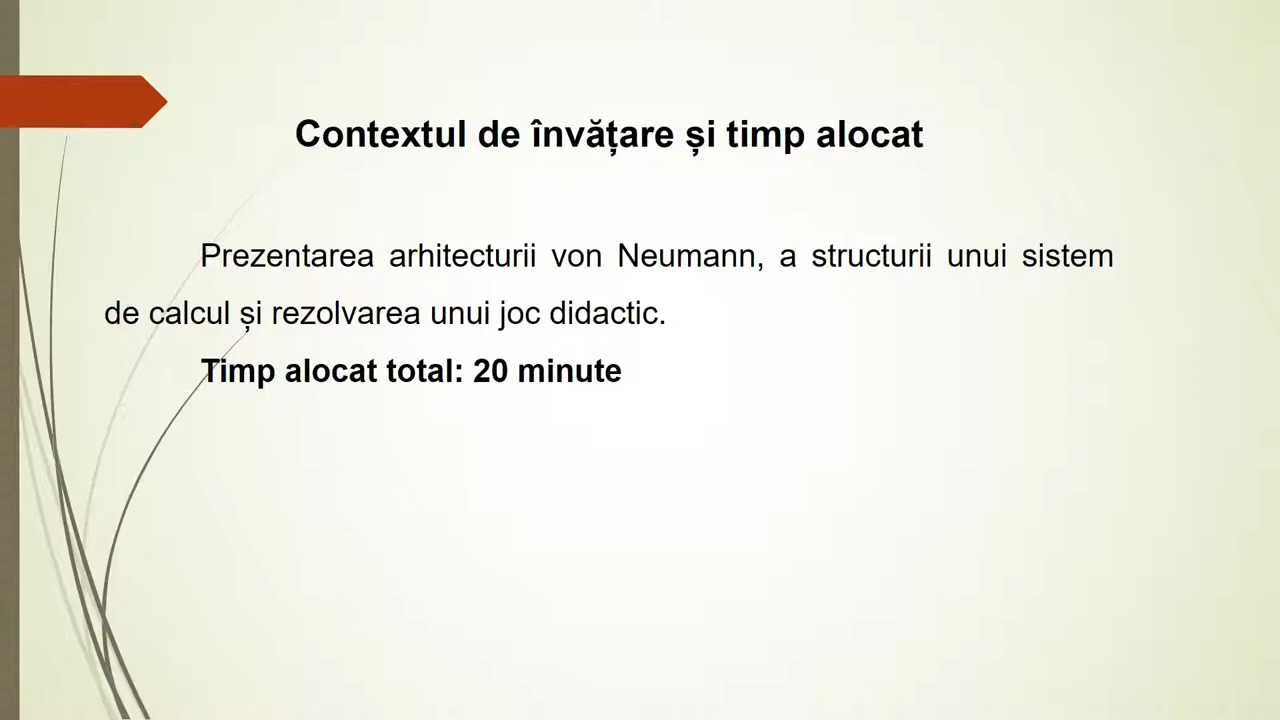 Contextul de învățare și timp alocat
Prezentarea arhitecturii von Neumann, a structurii unui sistem
de calcul și rezolvarea unui joc didactic.
Timp alocat total: 20 minute